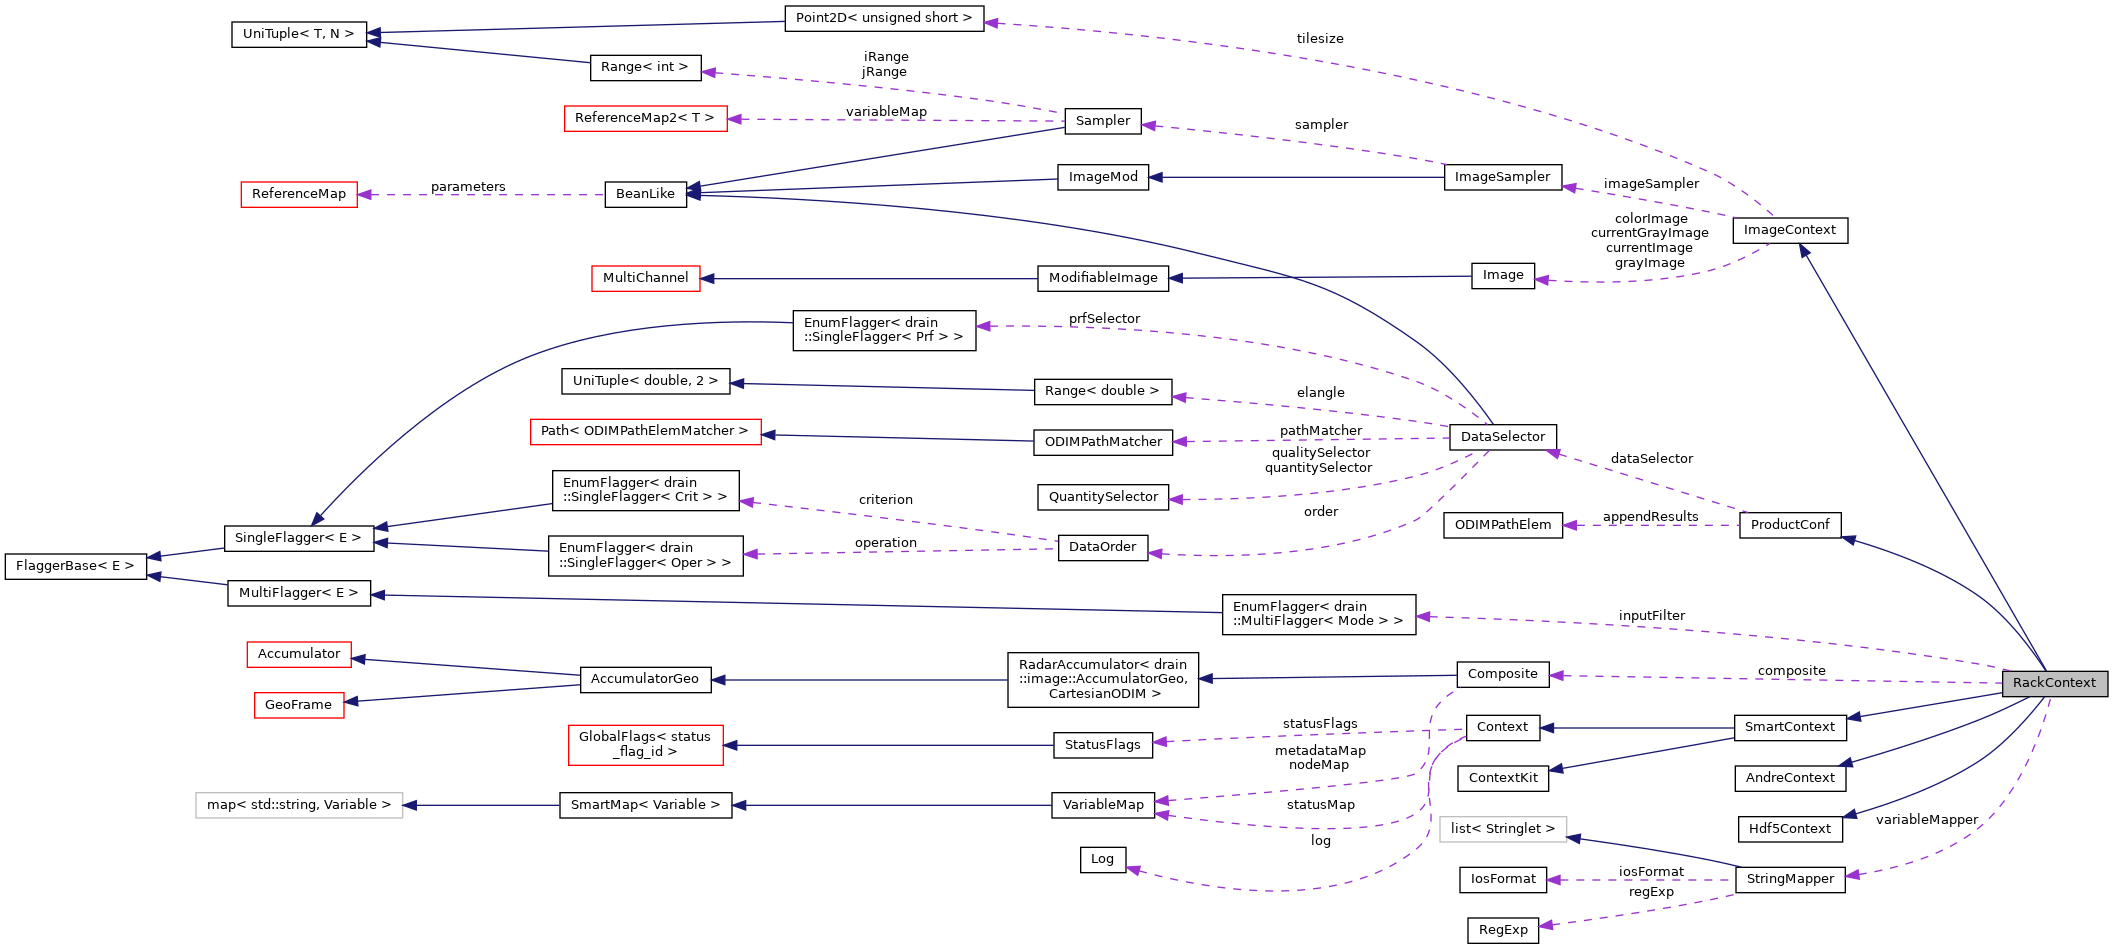 Point2D< unsigned short >
UniTuple< T, N >
tilesize
iRange
jRange
Range< int >
variableMap
ReferenceMap2< T >
Sampler
sampler
ImageMod
ImageSampler
imageSampler
parameters
ReferenceMap
BeanLike
colorImage
currentGrayImage
currentImage
grayImage
ImageContext
MultiChannel
ModifiableImage
Image
EnumFlagger< drain
::SingleFlagger< Prf > >
prfSelector
UniTuple< double, 2 >
Range< double >
elangle
Path< ODIMPathElemMatcher >
ODIMPathMatcher
pathMatcher
DataSelector
qualitySelector
quantitySelector
dataSelector
EnumFlagger< drain
::SingleFlagger< Crit > >
criterion
QuantitySelector
order
ODIMPathElem
appendResults
ProductConf
SingleFlagger< E >
EnumFlagger< drain
::SingleFlagger< Oper > >
operation
DataOrder
FlaggerBase< E >
MultiFlagger< E >
EnumFlagger< drain
::MultiFlagger< Mode > >
inputFilter
Accumulator
GeoFrame
AccumulatorGeo
RadarAccumulator< drain
::image::AccumulatorGeo,
CartesianODIM >
Composite
composite
RackContext
GlobalFlags< status
_flag_id >
StatusFlags
statusFlags
Context
SmartContext
metadataMap
nodeMap
ContextKit
AndreContext
map< std::string, Variable >
SmartMap< Variable >
VariableMap
statusMap
list< Stringlet >
Hdf5Context
variableMapper
log
Log
IosFormat
iosFormat
StringMapper
regExp
RegExp